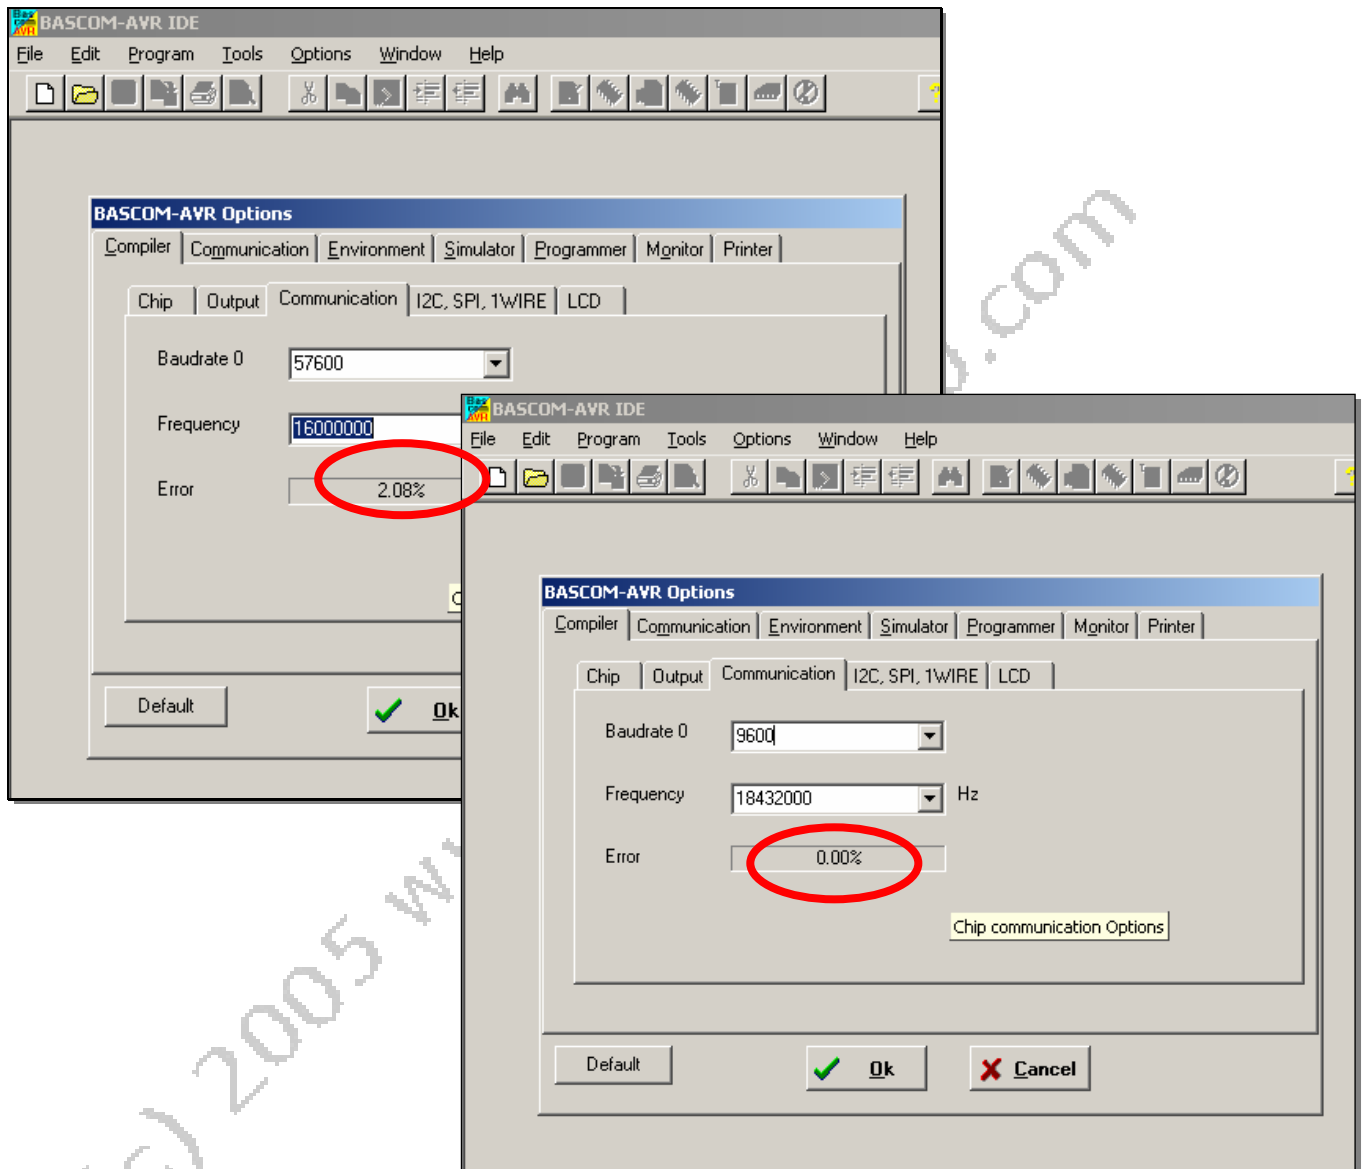 BASCOM-AVR IDE
File Edit Program Tools Options Window Help
BASCOM-AVR Options
Compiler Communication Environment Simulator Programmer Monitor Printer
Chip Output Communication I2C, SPI, 1WIRE LCD
Baudrate 0 57600
Frequency 16000000
Error 2.08%
Default Ok
BASCOM-AVR IDE
File Edit Program Tools Options Window Help
BASCOM-AVR Options
Compiler Communication Environment Simulator Programmer Monitor Printer
Chip Output Communication I2C, SPI, 1WIRE LCD
Baudrate 0 9600
Frequency 18432000 Hz
Error 0.00%
Chip communication Options
Default Ok Cancel
(c) 2005 w
.com